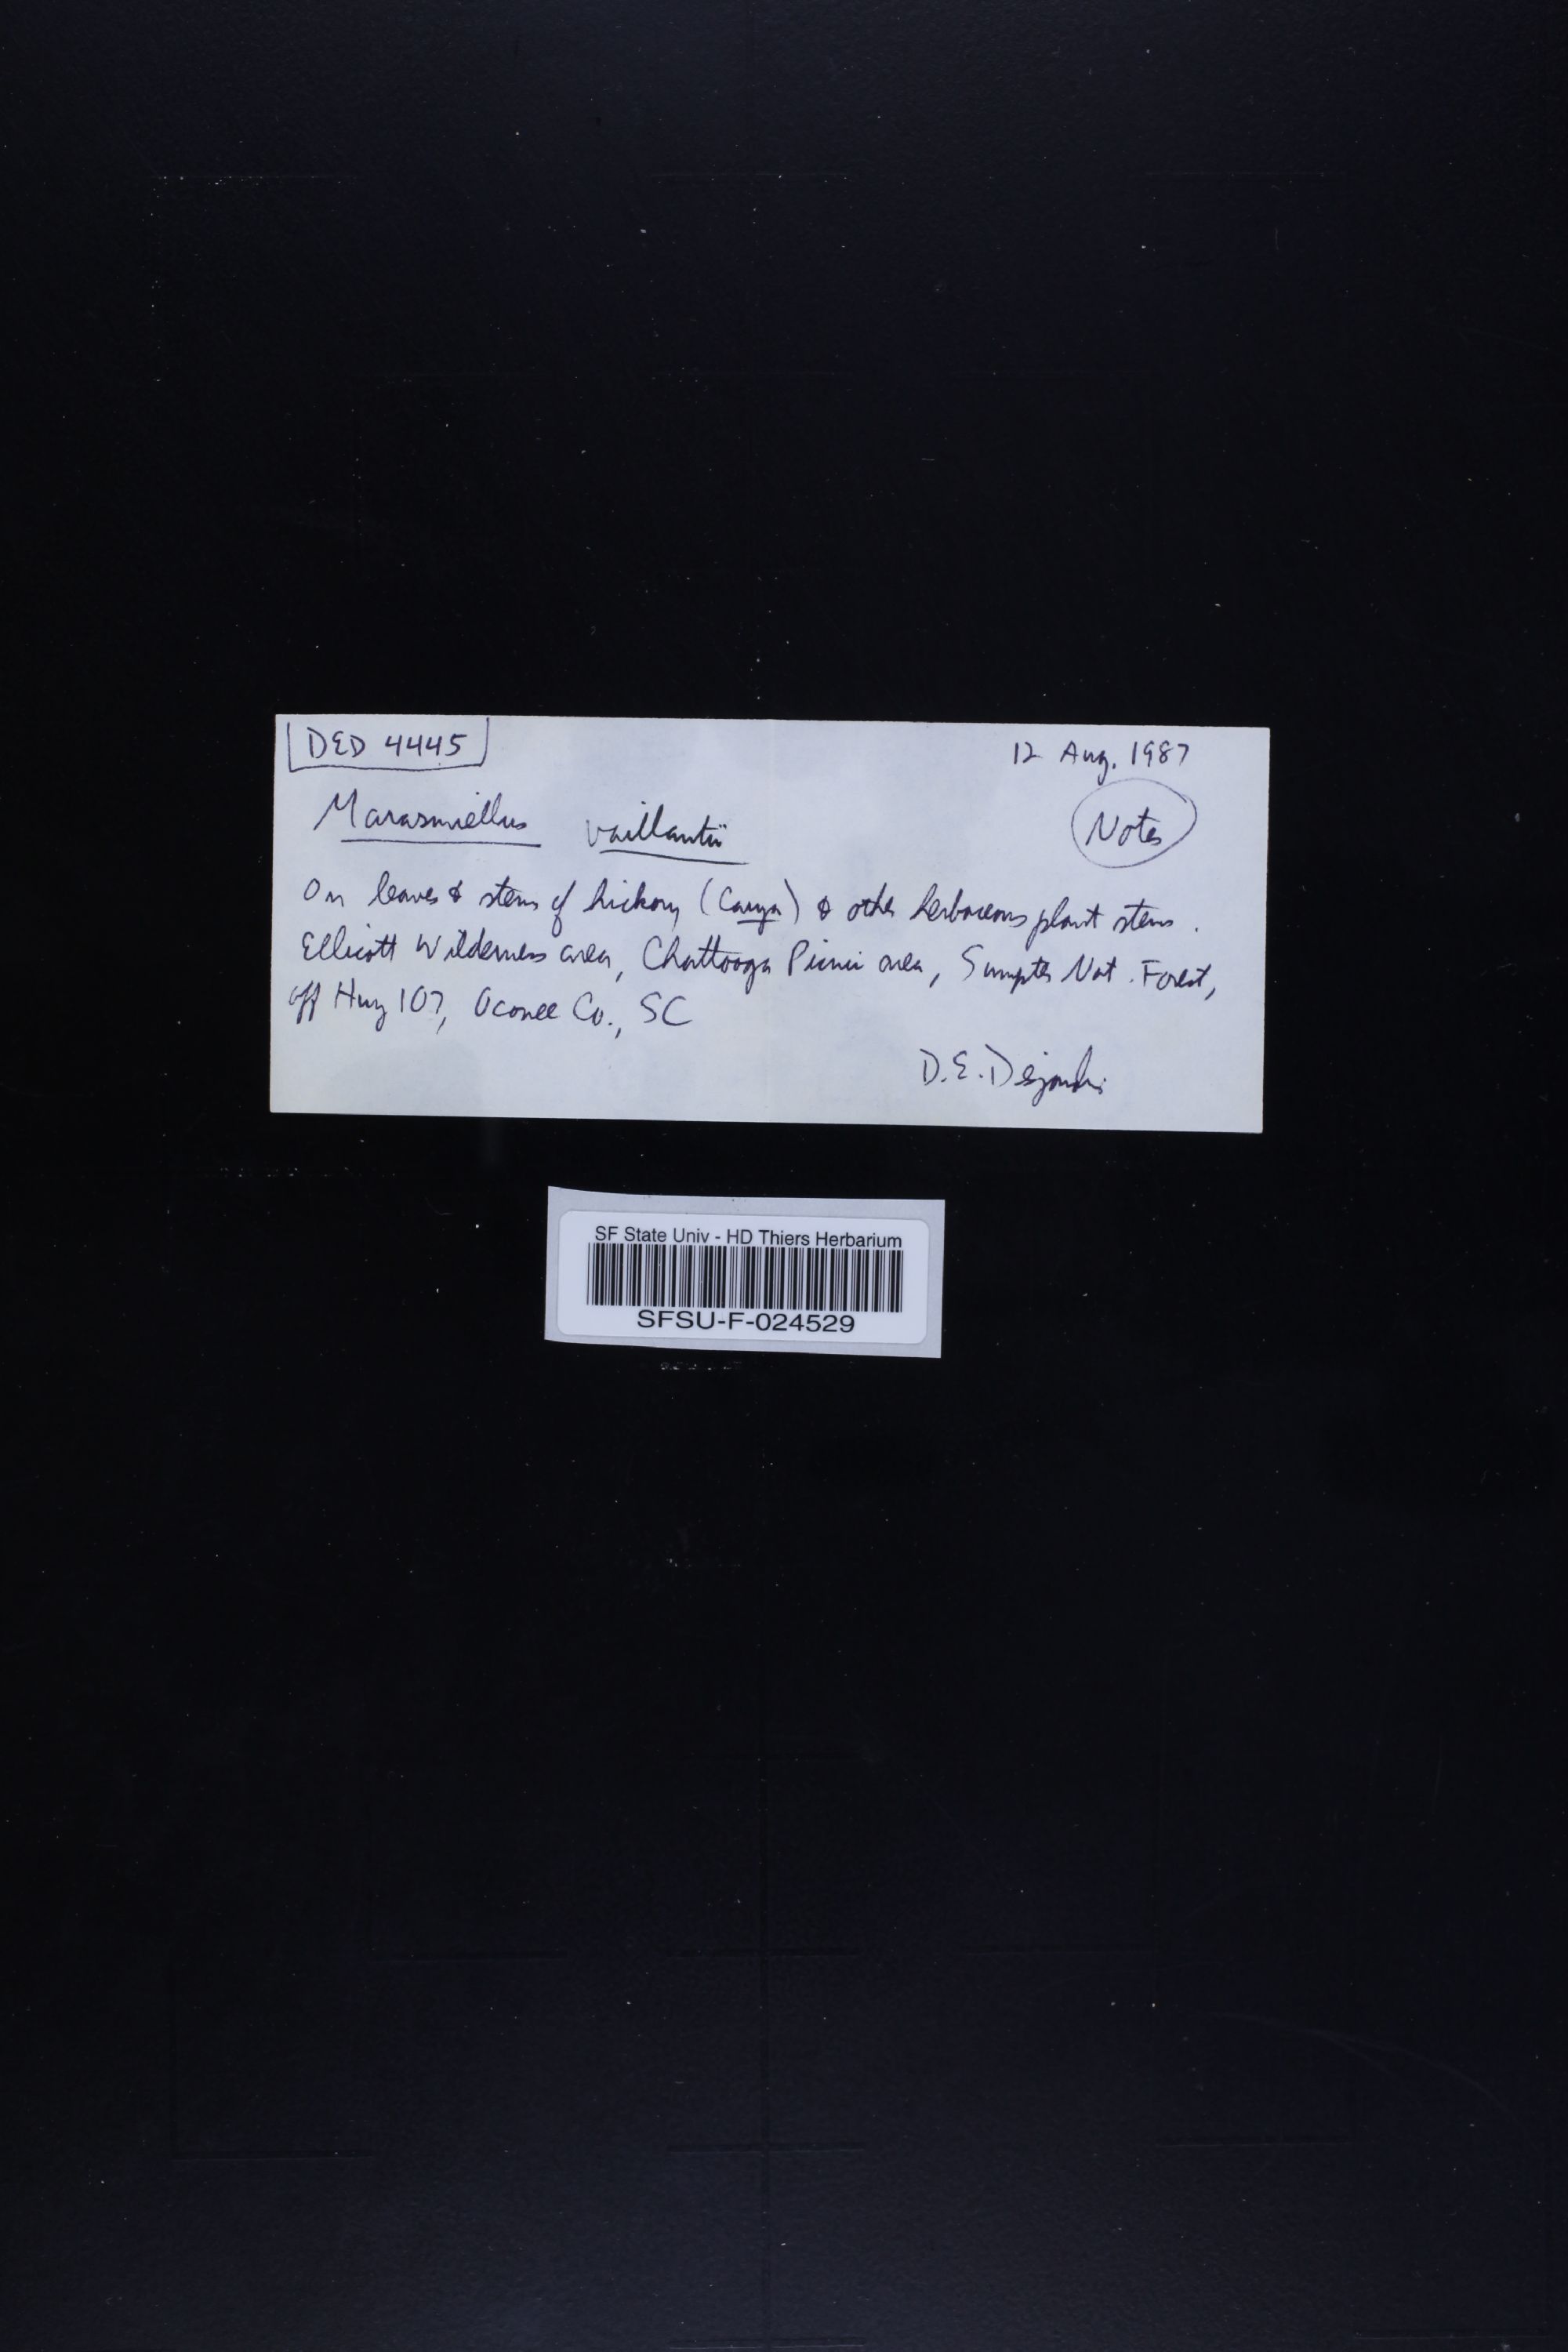 DED 4445
12 Aug. 1987
Marasmiellus vaillantii
Notes
On leaves & stems of hickory (Carya) & other herbaceous plant stems.
Ellicott Wilderness area, Chattooga Picnic area, Sumpter Nat. Forest,
off Hwy 107, Oconee Co., SC
D.E. Desjardin
SF State Univ - HD Thiers Herbarium
SFSU-F-024529